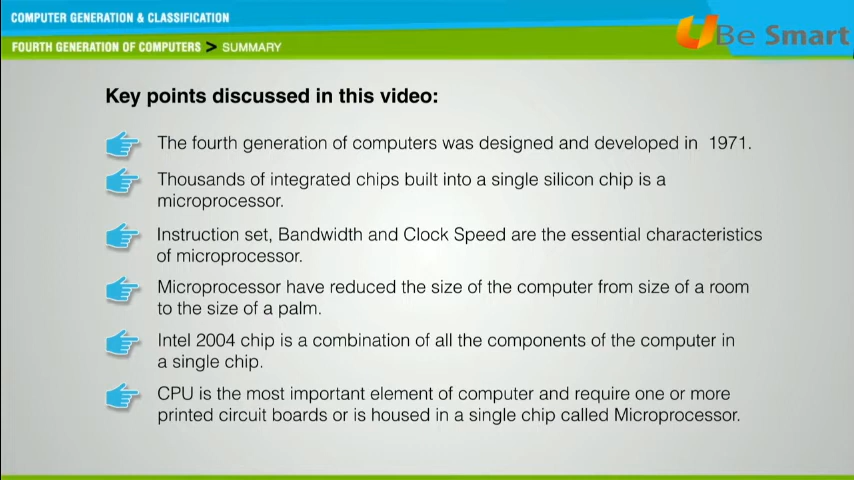 COMPUTER GENERATION & CLASSIFICATION
FOURTH GENERATION OF COMPUTERS > SUMMARY
UBe Smart
Key points discussed in this video:
The fourth generation of computers was designed and developed in 1971.
Thousands of integrated chips built into a single silicon chip is a
microprocessor.
Instruction set, Bandwidth and Clock Speed are the essential characteristics
of microprocessor.
Microprocessor have reduced the size of the computer from size of a room
to the size of a palm.
Intel 2004 chip is a combination of all the components of the computer in
a single chip.
CPU is the most important element of computer and require one or more
printed circuit boards or is housed in a single chip called Microprocessor.